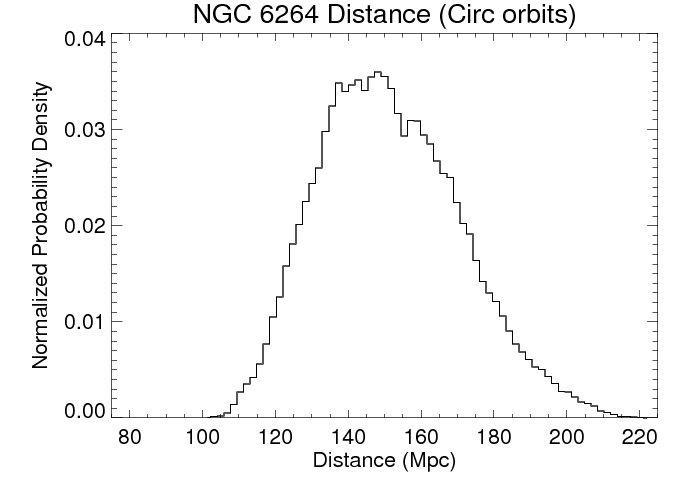 NGC 6264 Distance (Circ orbits)
0.04
0.03
0.02
0.01
0.00
Normalized Probability Density
80 100 120 140 160 180 200 220
Distance (Mpc)